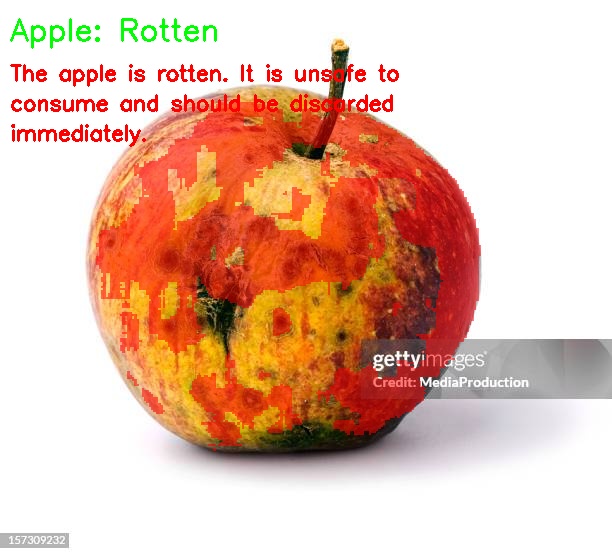 Apple: Rotten
The apple is rotten. It is unsafe to
consume and should be discarded
immediately.
gettyimages
Credit: MediaProduction
157309232